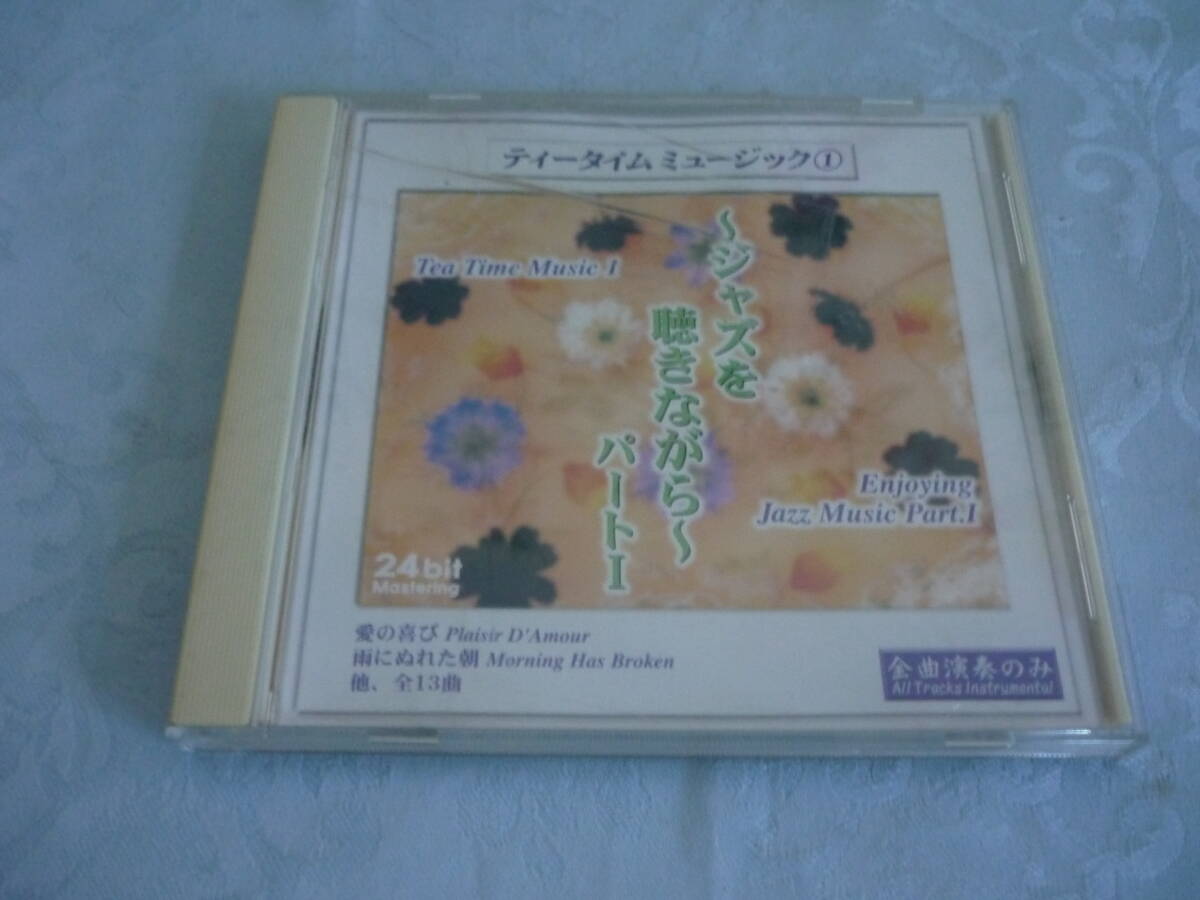 ティータイム ミュージック①
Tea Time Music 1
～ジャズを
聴きながら～
パートI
Enjoying
Jazz Music Part.I
24bit
Mastering
愛の喜び Plaisir D'Amour
雨にぬれた朝 Morning Has Broken
他、全13曲
全曲演奏のみ
All Tracks Instrumental